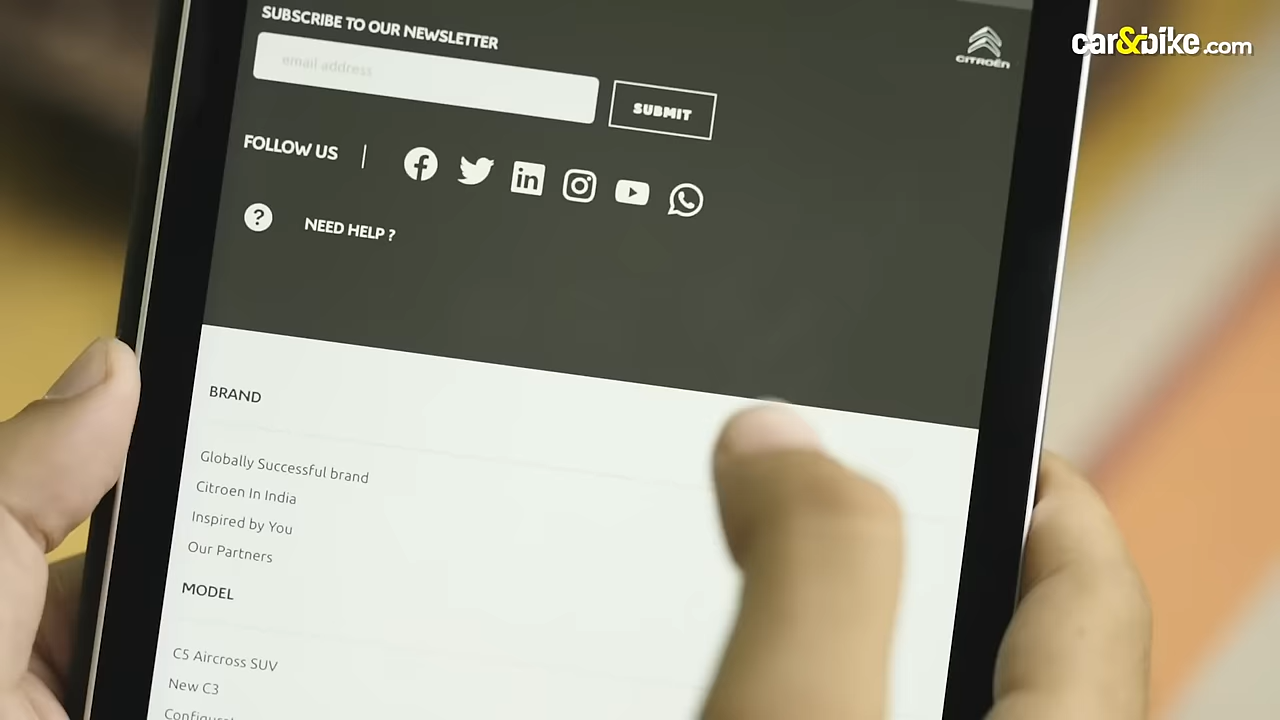 SUBSCRIBE TO OUR NEWSLETTER
email address
SUBMIT
CITROËN
car&bike.com
FOLLOW US
NEED HELP ?
BRAND
Globally Successful brand
Citroen In India
Inspired by You
Our Partners
MODEL
C5 Aircross SUV
New C3